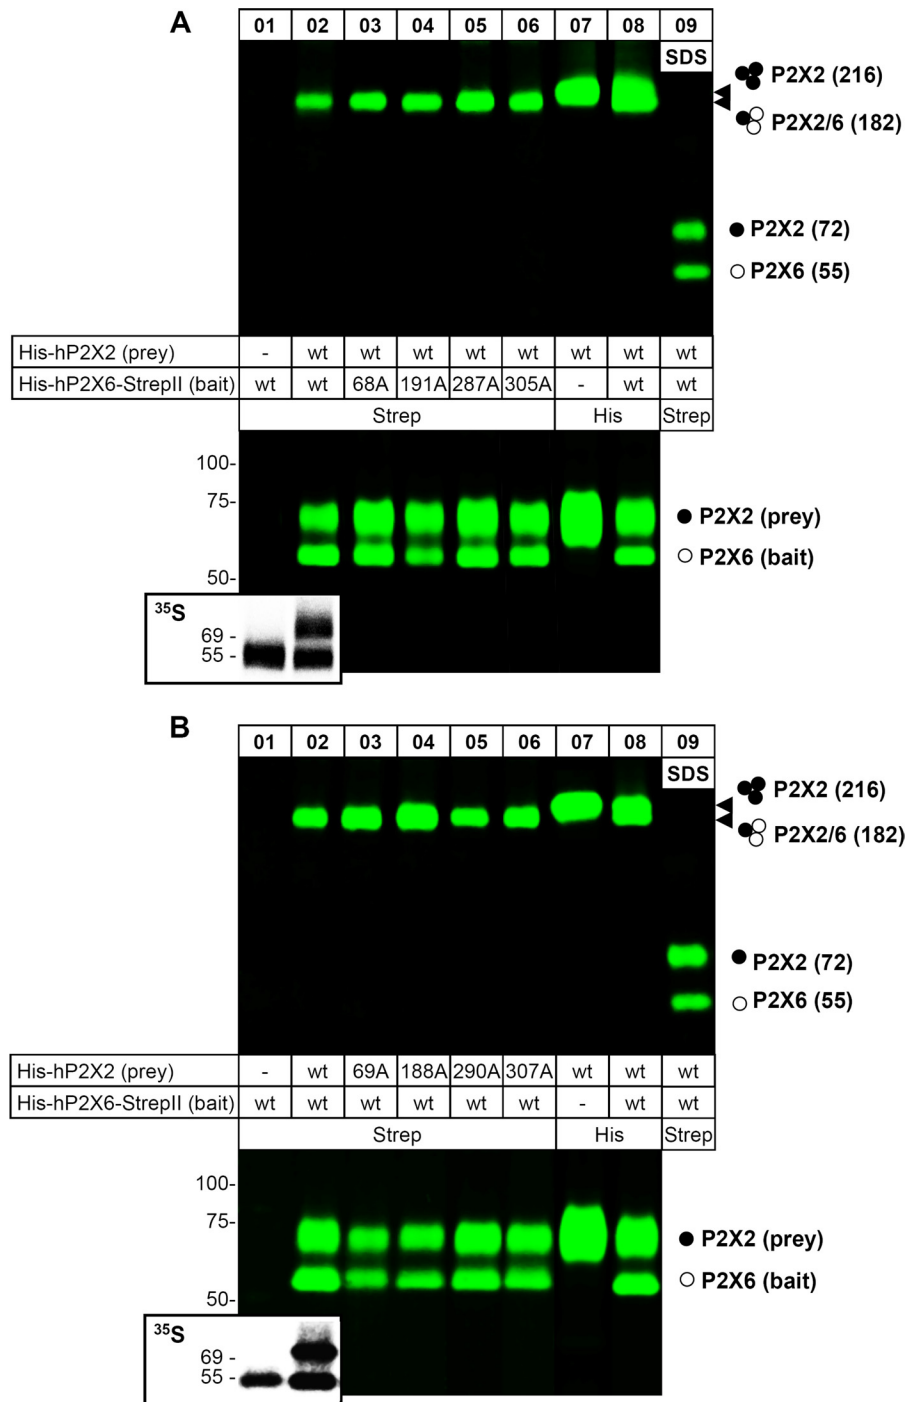 A
01 02 03 04 05 06 07 08 09
SDS
P2X2 (216)
P2X2/6 (182)
P2X2 (72)
P2X6 (55)
His-hP2X2 (prey) - wt wt wt wt wt wt wt wt
His-hP2X6-StrepII (bait) wt wt 68A 191A 287A 305A - wt wt
Strep His Strep
100-
75-
P2X2 (prey)
P2X6 (bait)
50-
35S
69 -
55 -
B
01 02 03 04 05 06 07 08 09
SDS
P2X2 (216)
P2X2/6 (182)
P2X2 (72)
P2X6 (55)
His-hP2X2 (prey) - wt 69A 188A 290A 307A wt wt wt
His-hP2X6-StrepII (bait) wt wt wt wt wt wt - wt wt
Strep His Strep
100-
75-
P2X2 (prey)
P2X6 (bait)
50-
35S
69 -
55 -